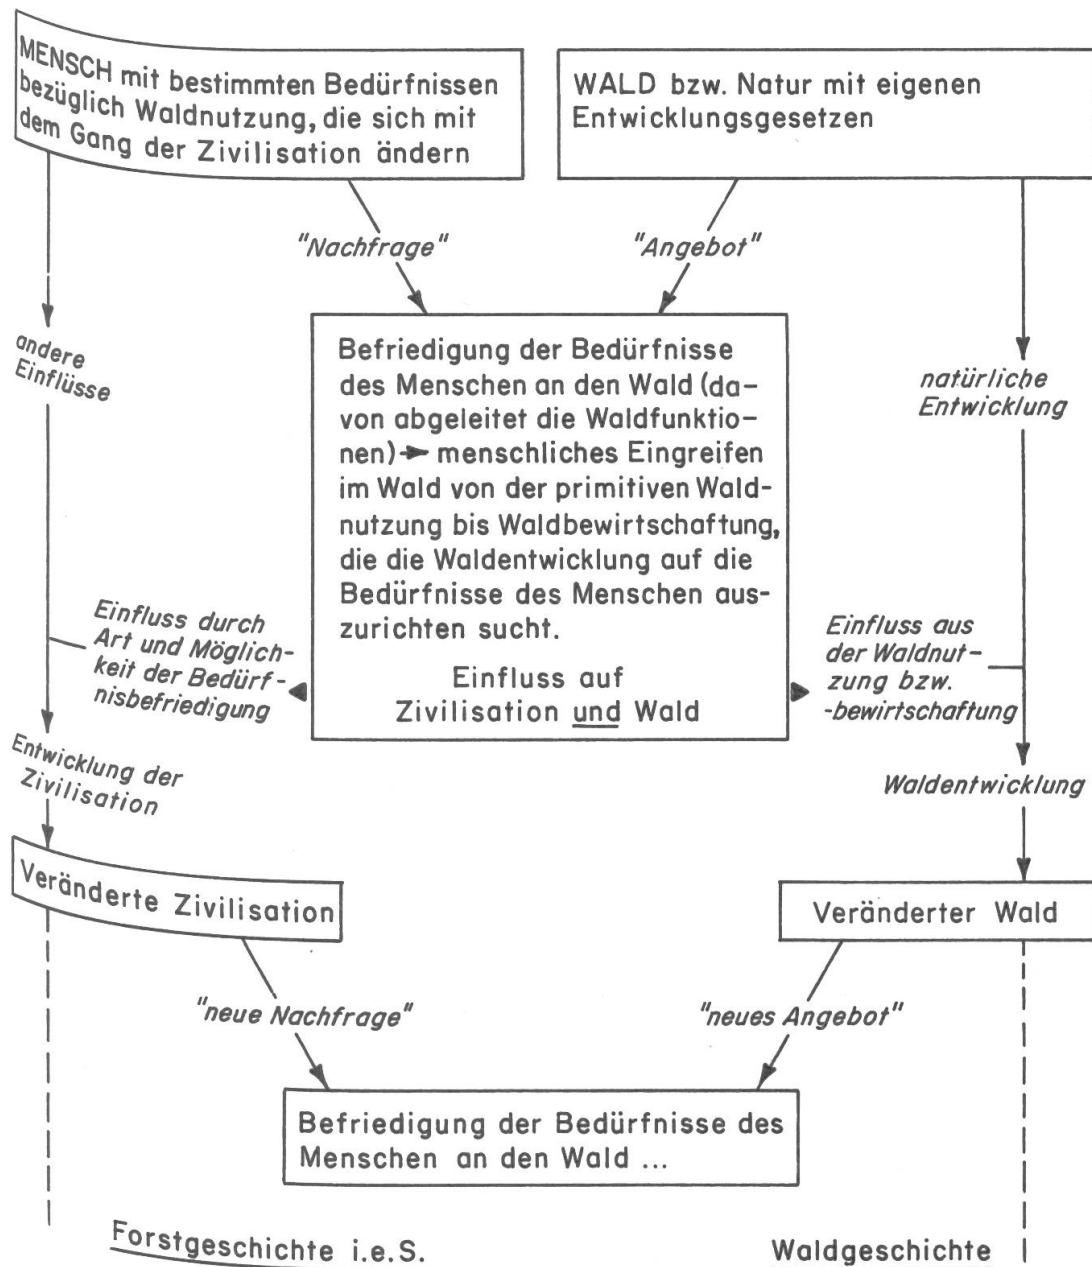 MENSCH mit bestimmten Bedürfnissen
bezüglich Waldnutzung, die sich mit
dem Gang der Zivilisation ändern
WALD bzw. Natur mit eigenen
Entwicklungsgesetzen
"Nachfrage"
"Angebot"
andere
Einflüsse
natürliche
Entwicklung
Befriedigung der Bedürfnisse
des Menschen an den Wald (da-
von abgeleitet die Waldfunktio-
nen) → menschliches Eingreifen
im Wald von der primitiven Wald-
nutzung bis Waldbewirtschaftung,
die die Waldentwicklung auf die
Bedürfnisse des Menschen aus-
zurichten sucht.
Einfluss auf
Zivilisation und Wald
Einfluss durch
Art und Möglich-
keit der Bedürf-
nisbefriedigung
Einfluss aus
der Waldnut-
zung bzw.
-bewirtschaftung
Entwicklung der
Zivilisation
Waldentwicklung
Veränderte Zivilisation
Veränderter Wald
"neue Nachfrage"
"neues Angebot"
Befriedigung der Bedürfnisse des
Menschen an den Wald ...
Forstgeschichte i.e.S.
Waldgeschichte